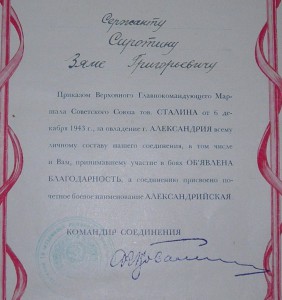 Сержанту
Сиротину
Зяме Григорьевичу
Приказом Верховного Главнокомандующего Мар-
шала Советского Союза тов. СТАЛИНА от 6 де-
кабря 1943 г., за овладение г. АЛЕКСАНДРИЯ всему
личному составу нашего соединения, в том числе
и Вам, принимавшему участие в боях ОБ'ЯВЛЕНА
БЛАГОДАРНОСТЬ, а соединению присвоено по-
четное боевое наименование АЛЕКСАНДРИЙСКАЯ
КОМАНДИР СОЕДИНЕНИЯ